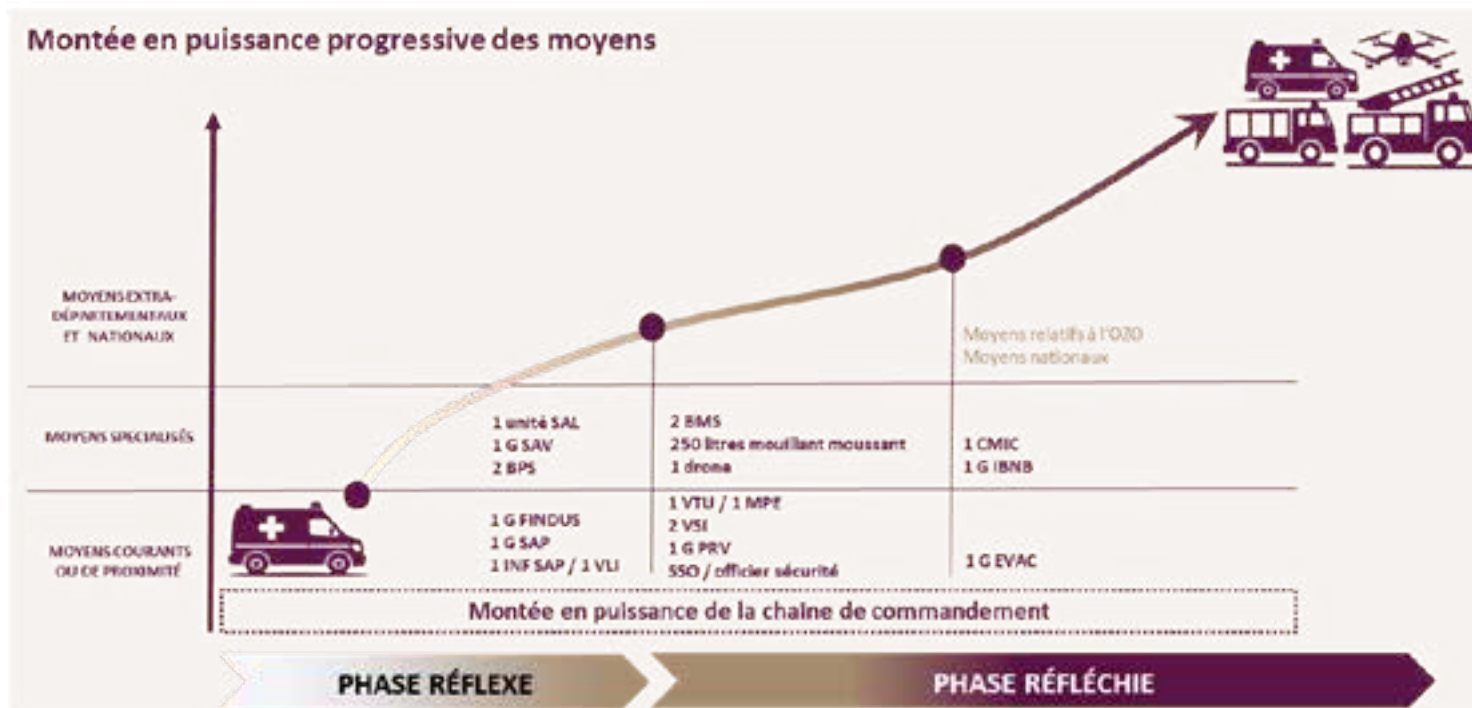 Montée en puissance progressive des moyens
MOYENS EXTRA-
DÉPARTEMENTAUX
ET NATIONAUX
Moyens relatifs à l'OZO
Moyens nationaux
MOYENS SPÉCIALISÉS
1 unité SAL
1 G SAV
2 BPS
2 BMS
250 litres mouillant moussant
1 drone
1 CMIC
1 G IBNB
MOYENS COURANTS
OU DE PROXIMITÉ
1 G FINDUS
1 G SAP
1 INF SAP / 1 VLI
1 VTU / 1 MPE
2 VSI
1 G PRV
SSO / officier sécurité
1 G EVAC
Montée en puissance de la chaîne de commandement
PHASE RÉFLEXE
PHASE RÉFLÉCHIE